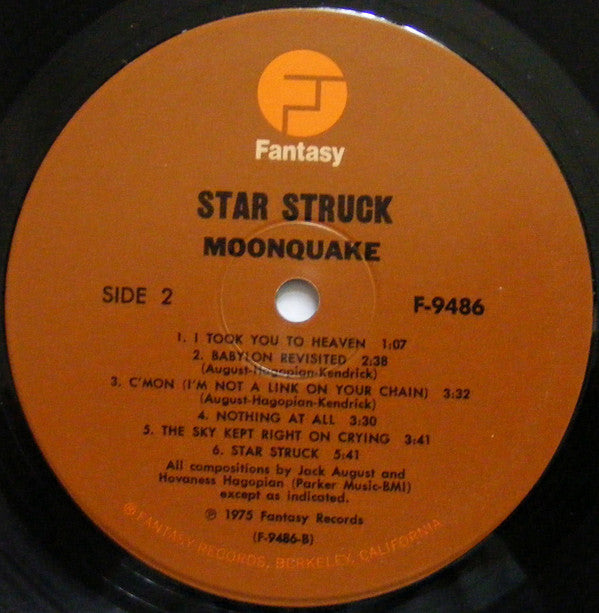 Fantasy
STAR STRUCK
MOONQUAKE
SIDE 2
F-9486
1. I TOOK YOU TO HEAVEN 1:07
2. BABYLON REVISITED 2:38
(August-Hagopian-Kendrick)
3. C'MON (I'M NOT A LINK ON YOUR CHAIN) 3:32
(August-Hagopian-Kendrick)
4. NOTHING AT ALL 3:30
5. THE SKY KEPT RIGHT ON CRYING 3:41
6. STAR STRUCK 5:41
All compositions by Jack August and
Hovaness Hagopian (Parker Music-BMI)
except as indicated.
℗ 1975 Fantasy Records
(F-9486-B)
® FANTASY RECORDS, BERKELEY, CALIFORNIA